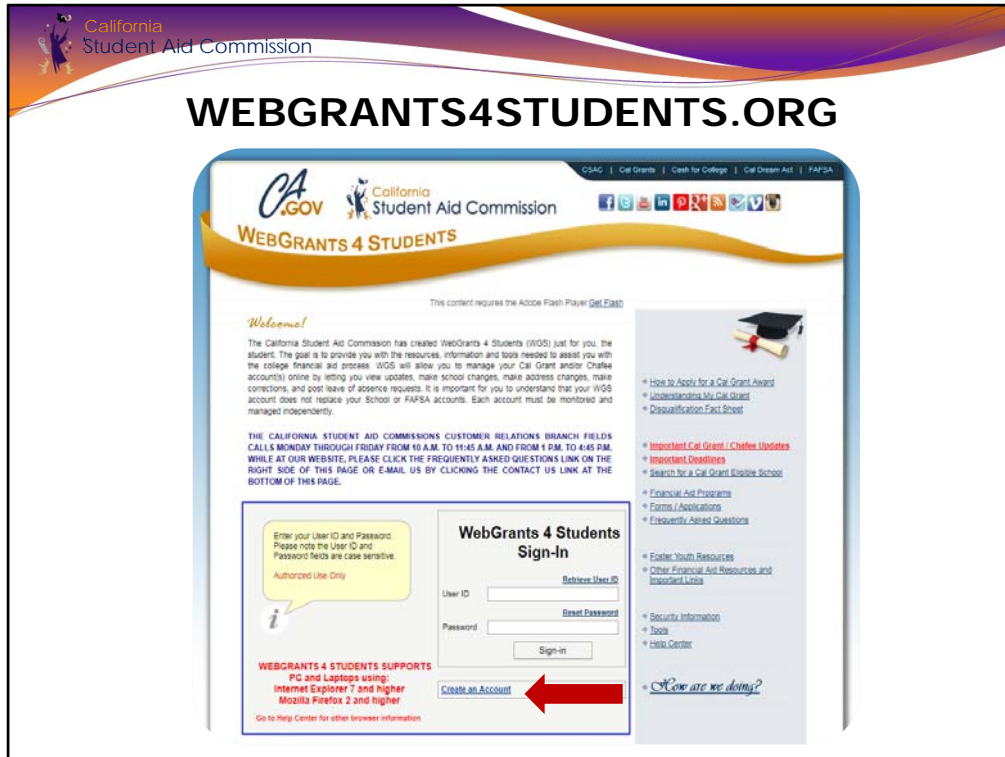 California
Student Aid Commission
WEBGRANTS4STUDENTS.ORG
CSAC | Cal Grants | Cash for College | Cal Dream Act | FAFSA
CA.GOV
California
Student Aid Commission
WEBGRANTS 4 STUDENTS
This content requires the Adobe Flash Player Get Flash
Welcome!
The California Student Aid Commission has created WebGrants 4 Students (WGS) just for you, the
student. The goal is to provide you with the resources, information and tools needed to assist you with
the college financial aid process. WGS will allow you to manage your Cal Grant and/or Chafee
account(s) online by letting you view updates, make school changes, make address changes, make
corrections, and post leave of absence requests. It is important for you to understand that your WGS
account does not replace your School or FAFSA accounts. Each account must be monitored and
managed independently.
THE CALIFORNIA STUDENT AID COMMISSIONS CUSTOMER RELATIONS BRANCH FIELDS
CALLS MONDAY THROUGH FRIDAY FROM 10 A.M. TO 11:45 A.M. AND FROM 1 P.M. TO 4:45 P.M.
WHILE AT OUR WEBSITE, PLEASE CLICK THE FREQUENTLY ASKED QUESTIONS LINK ON THE
RIGHT SIDE OF THIS PAGE OR E-MAIL US BY CLICKING THE CONTACT US LINK AT THE
BOTTOM OF THIS PAGE.
Enter your User ID and Password.
Please note the User ID and
Password fields are case sensitive.
Authorized Use Only
i
WEBGRANTS 4 STUDENTS SUPPORTS
PC and Laptops using:
Internet Explorer 7 and higher
Mozilla Firefox 2 and higher
Go to Help Center for other browser information
WebGrants 4 Students
Sign-In
Retrieve User ID
User ID
Reset Password
Password
Sign-in
Create an Account
How to Apply for a Cal Grant Award
Understanding My Cal Grant
Disqualification Fact Sheet
Important Cal Grant / Chafee Updates
Important Deadlines
Search for a Cal Grant Eligible School
Financial Aid Programs
Forms / Applications
Frequently Asked Questions
Foster Youth Resources
Other Financial Aid Resources and
Important Links
Security Information
Tools
Help Center
How are we doing?